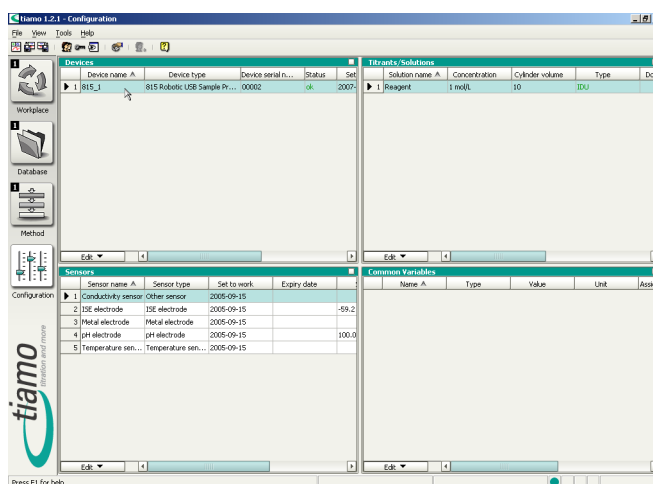 tiamo 1.2.1 - Configuration
File View Tools Help
Devices
Device name Device type Device serial n... Status Set
1 815_1 815 Robotic USB Sample Pr... 00002 ok 2007-
Edit
Titrants/Solutions
Solution name Concentration Cylinder volume Type Do
1 Reagent 1 mol/L 10 IDU
Edit
1
Workplace
1
Database
1
Method
Configuration
tiamo
titration and more
Sensors
Sensor name Sensor type Set to work Expiry date
1 Conductivity sensor Other sensor 2005-09-15
2 ISE electrode ISE electrode 2005-09-15 -59.2
3 Metal electrode Metal electrode 2005-09-15
4 pH electrode pH electrode 2005-09-15 100.0
5 Temperature sen... Temperature sen... 2005-09-15
Edit
Common Variables
Name Type Value Unit Assi
Edit
Press F1 for help